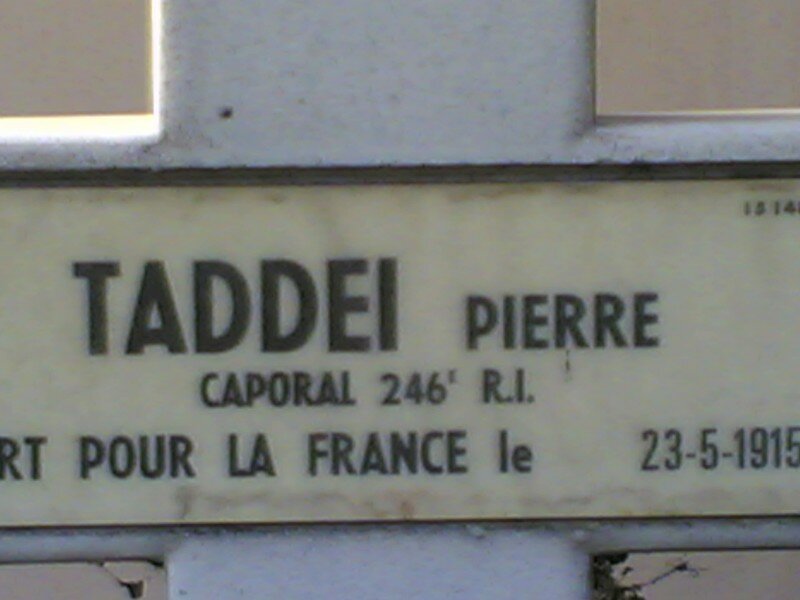 TADDEI PIERRE
CAPORAL 246e R.I.
RT POUR LA FRANCE le 23-5-1915